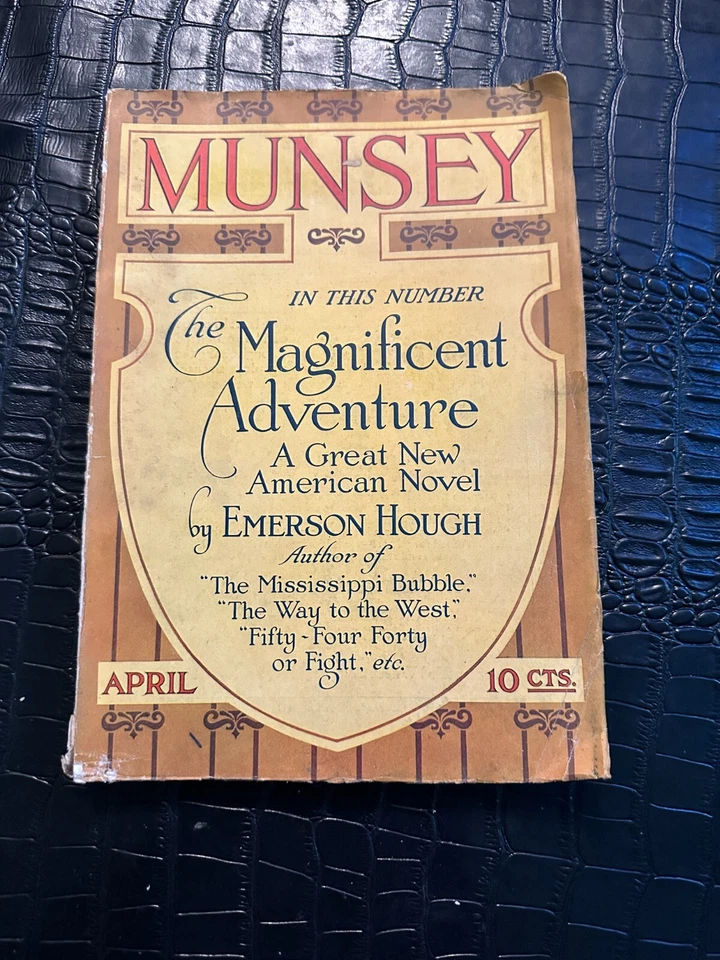 MUNSEY
IN THIS NUMBER
The Magnificent
Adventure
A Great New
American Novel
by EMERSON HOUGH
Author of
"The Mississippi Bubble,"
"The Way to the West,"
"Fifty-Four Forty
or Fight," etc.
APRIL
10 CTS.